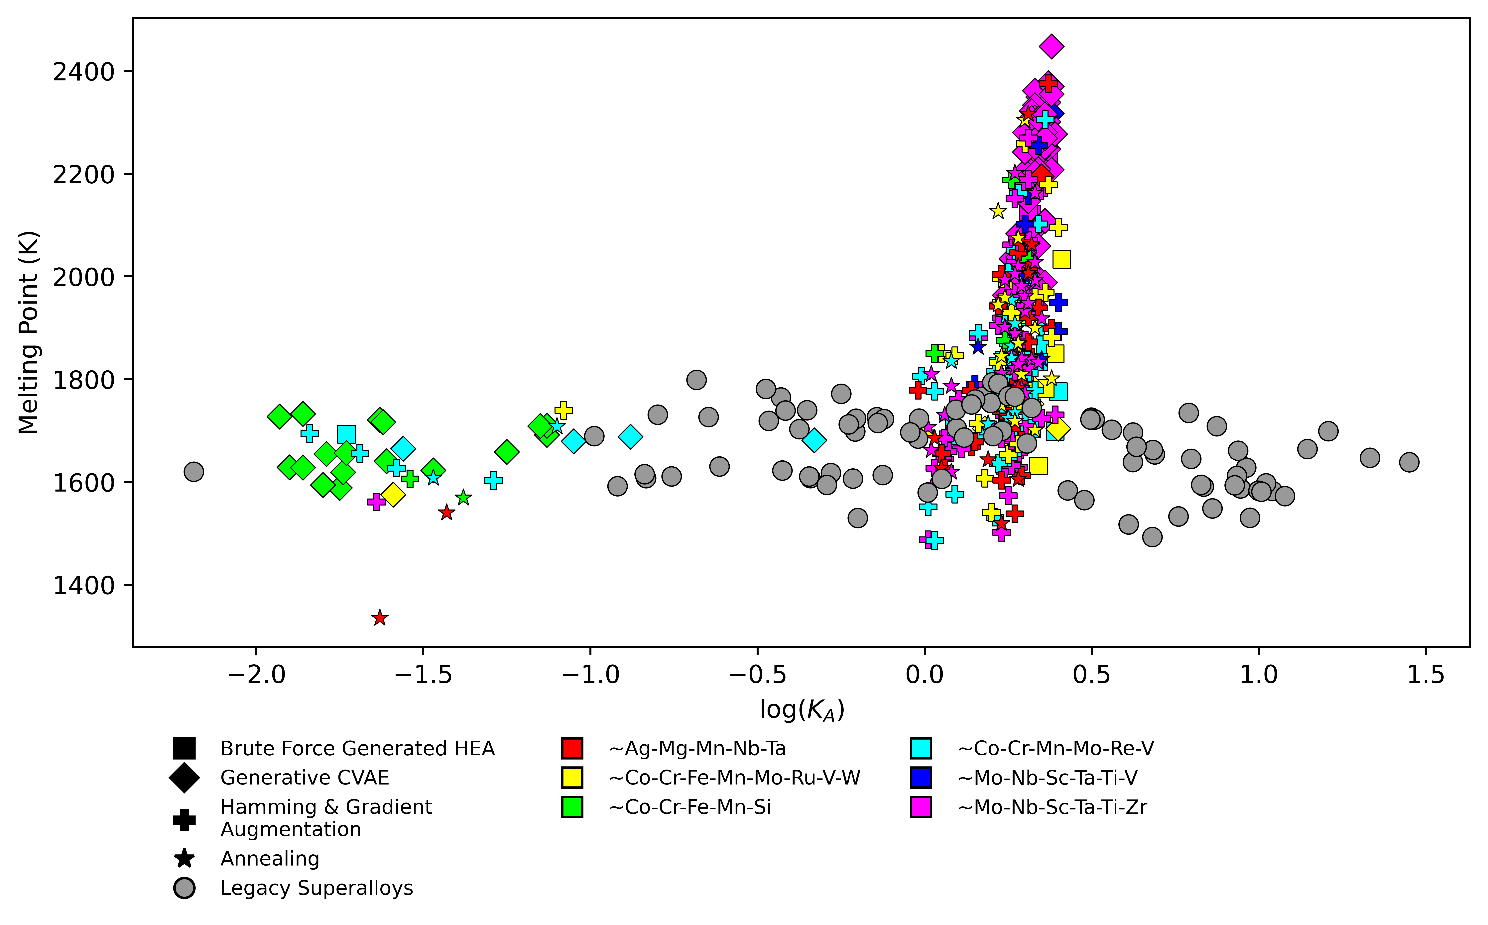 2400
2200
2000
1800
1600
1400
Melting Point (K)
−2.0 −1.5 −1.0 −0.5 0.0 0.5 1.0 1.5
log(K_A)
Brute Force Generated HEA
Generative CVAE
Hamming & Gradient
Augmentation
Annealing
Legacy Superalloys
~Ag-Mg-Mn-Nb-Ta
~Co-Cr-Fe-Mn-Mo-Ru-V-W
~Co-Cr-Fe-Mn-Si
~Co-Cr-Mn-Mo-Re-V
~Mo-Nb-Sc-Ta-Ti-V
~Mo-Nb-Sc-Ta-Ti-Zr